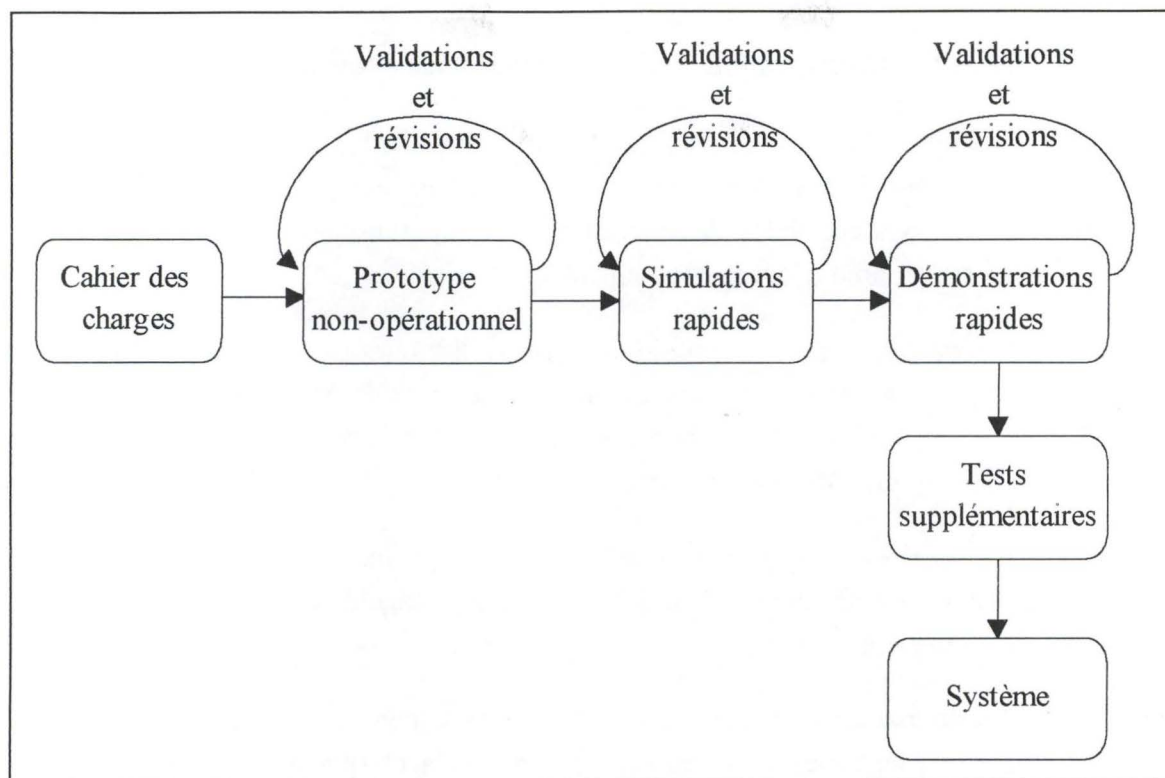 Validations
et
révisions
Validations
et
révisions
Validations
et
révisions
Cahier des
charges
Prototype
non-opérationnel
Simulations
rapides
Démonstrations
rapides
Tests
supplémentaires
Système